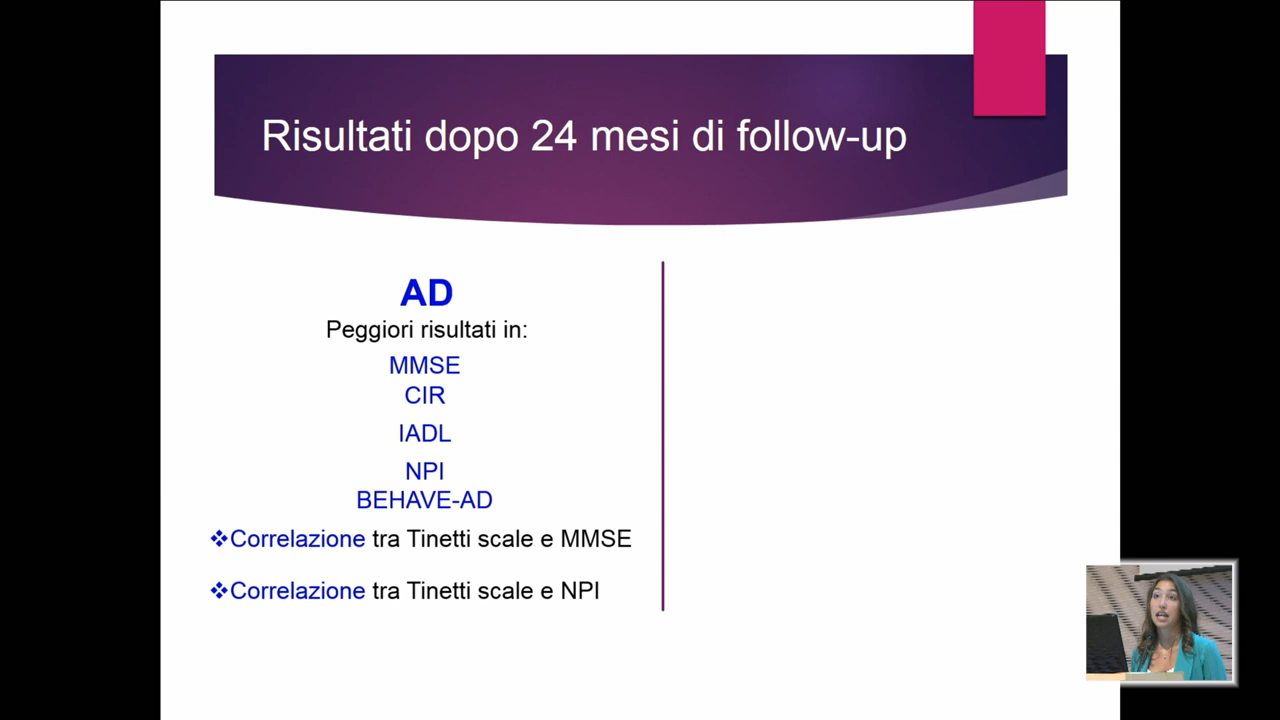 Risultati dopo 24 mesi di follow-up
AD
Peggiori risultati in:
MMSE
CIR
IADL
NPI
BEHAVE-AD
❖Correlazione tra Tinetti scale e MMSE
❖Correlazione tra Tinetti scale e NPI